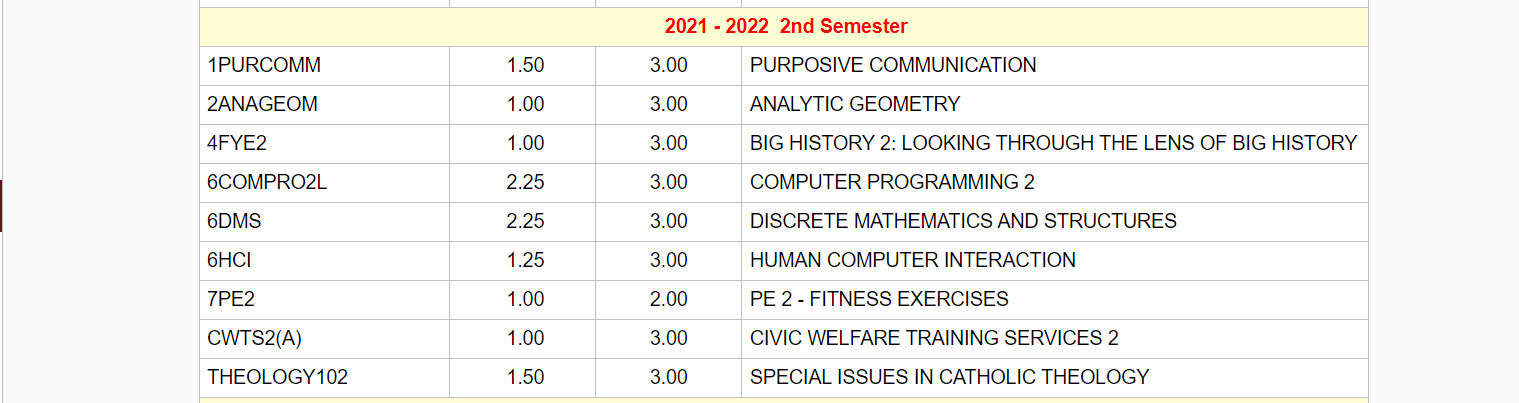 2021 - 2022 2nd Semester
1PURCOMM 1.50 3.00 PURPOSIVE COMMUNICATION
2ANAGEOM 1.00 3.00 ANALYTIC GEOMETRY
4FYE2 1.00 3.00 BIG HISTORY 2: LOOKING THROUGH THE LENS OF BIG HISTORY
6COMPRO2L 2.25 3.00 COMPUTER PROGRAMMING 2
6DMS 2.25 3.00 DISCRETE MATHEMATICS AND STRUCTURES
6HCI 1.25 3.00 HUMAN COMPUTER INTERACTION
7PE2 1.00 2.00 PE 2 - FITNESS EXERCISES
CWTS2(A) 1.00 3.00 CIVIC WELFARE TRAINING SERVICES 2
THEOLOGY102 1.50 3.00 SPECIAL ISSUES IN CATHOLIC THEOLOGY